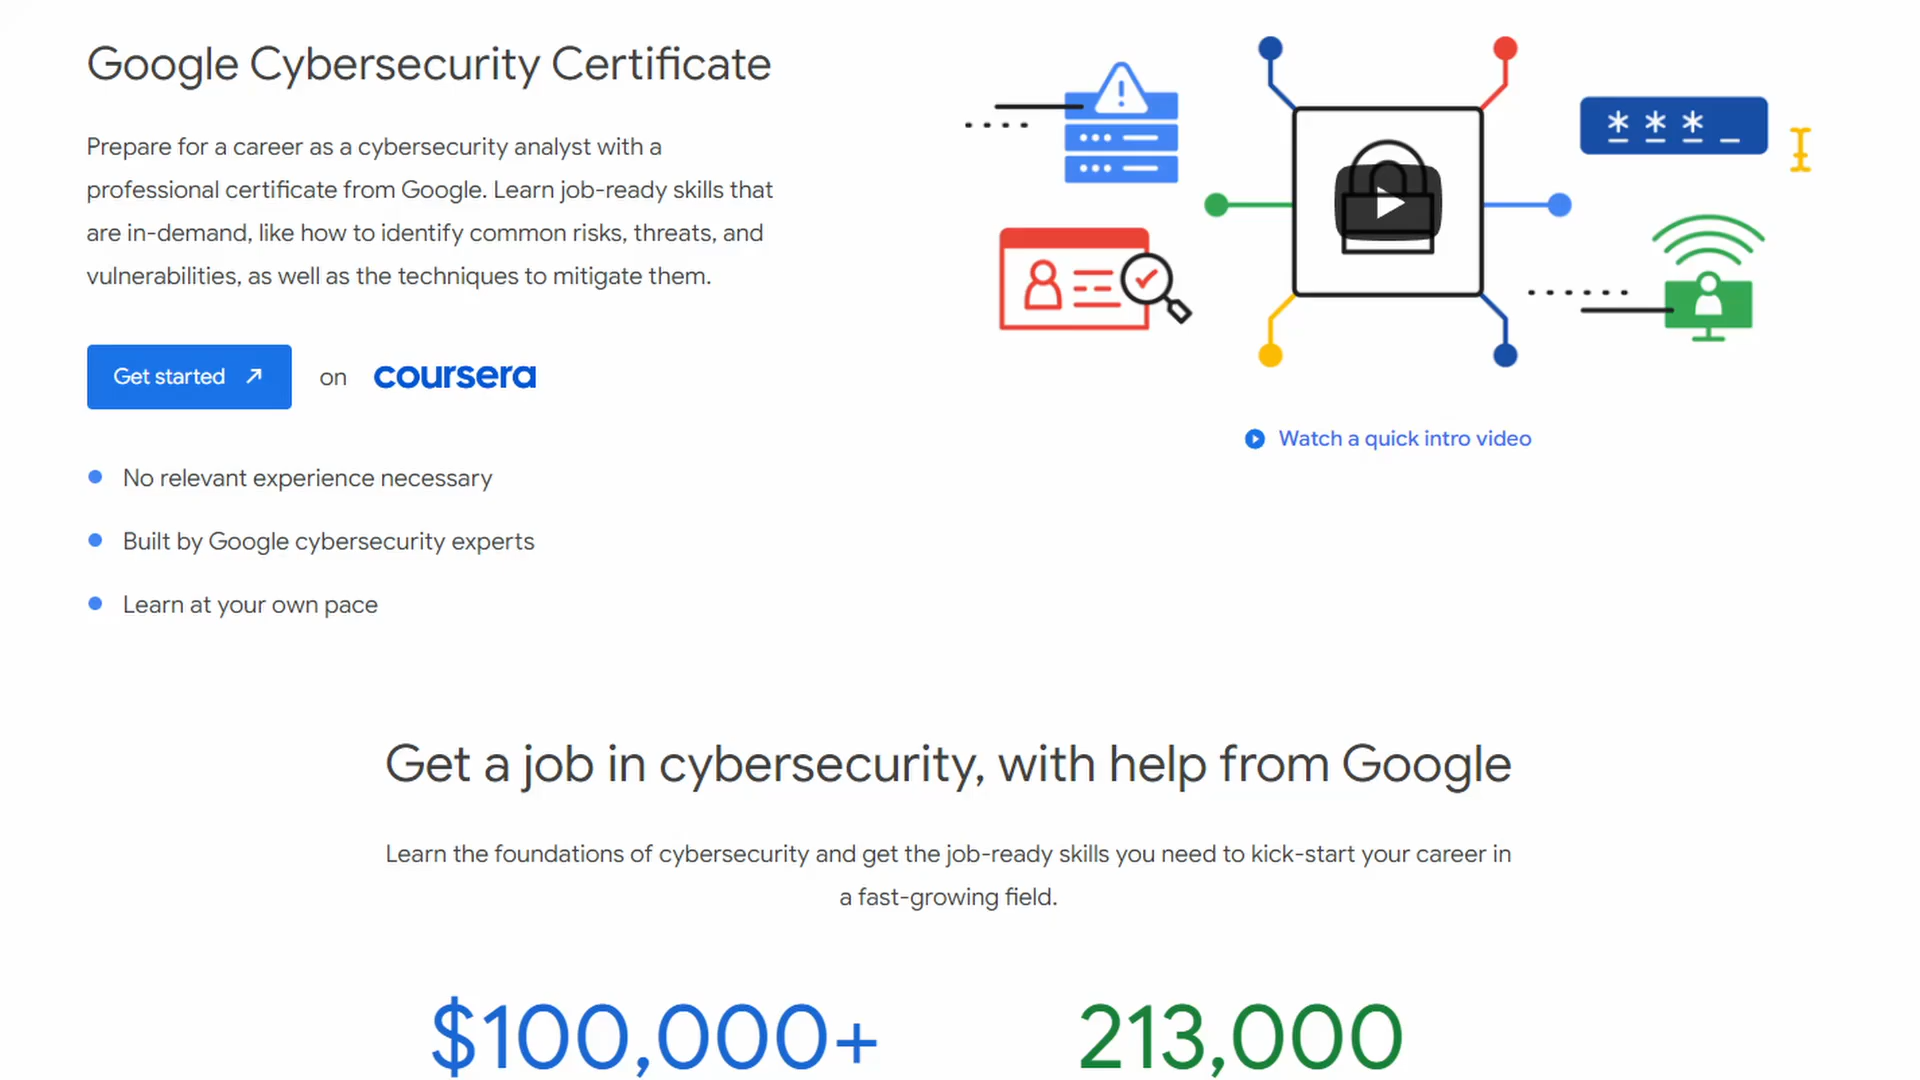 Google Cybersecurity Certificate
Prepare for a career as a cybersecurity analyst with a
professional certificate from Google. Learn job-ready skills that
are in-demand, like how to identify common risks, threats, and
vulnerabilities, as well as the techniques to mitigate them.
Get started
on
coursera
No relevant experience necessary
Built by Google cybersecurity experts
Learn at your own pace
* * * _
Watch a quick intro video
Get a job in cybersecurity, with help from Google
Learn the foundations of cybersecurity and get the job-ready skills you need to kick-start your career in
a fast-growing field.
$100,000+
213,000